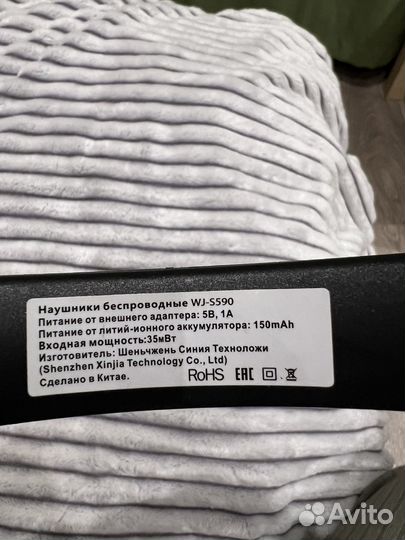 Наушники беспроводные WJ-S590
Питание от внешнего адаптера: 5В, 1А
Питание от литий-ионного аккумулятора: 150mAh
Входная мощность:35мВт
Изготовитель: Шеньчжень Синия Техноложи
(Shenzhen Xinjia Technology Co., Ltd)
Сделано в Китае.
RoHS EAC
Avito